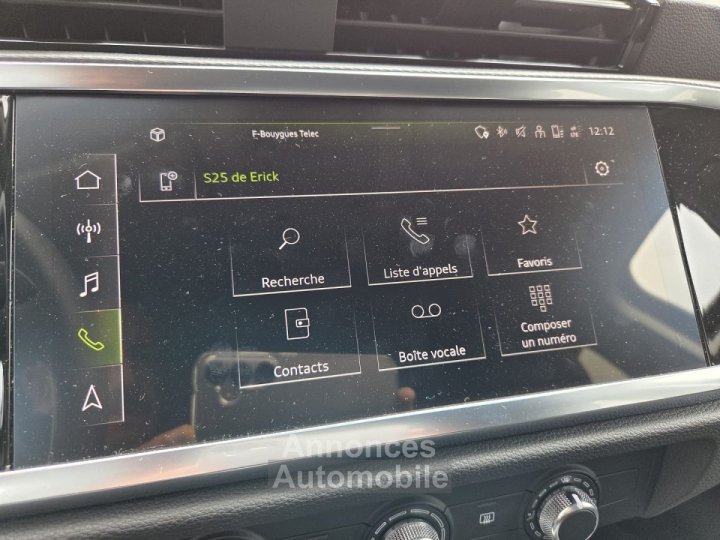 F-Bouygues Telec
12:12
S25 de Erick
Recherche
Liste d'appels
Favoris
Contacts
Boîte vocale
Composer
un numéro
Annonces
Automobile